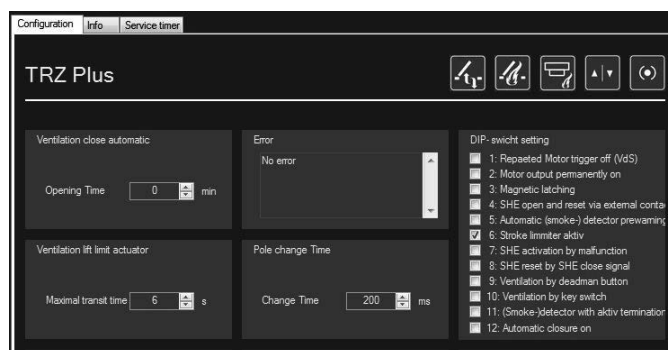 Configuration Info Service timer
TRZ Plus
Ventilation close automatic
Opening Time 0 min
Error
No error
DIP- swicht setting
1: Repaeted Motor trigger off (VdS)
2: Motor output permanently on
3: Magnetic latching
4: SHE open and reset via external conta
5: Automatic (smoke-) detector prewarning
6: Stroke limmiter aktiv
7: SHE activation by malfunction
8: SHE reset by SHE close signal
9: Ventilation by deadman button
10: Ventilation by key switch
11: (Smoke-)detector with aktiv termination
12: Automatic closure on
Ventilation lift limit actuator
Maximal transit time 6 s
Pole change Time
Change Time 200 ms